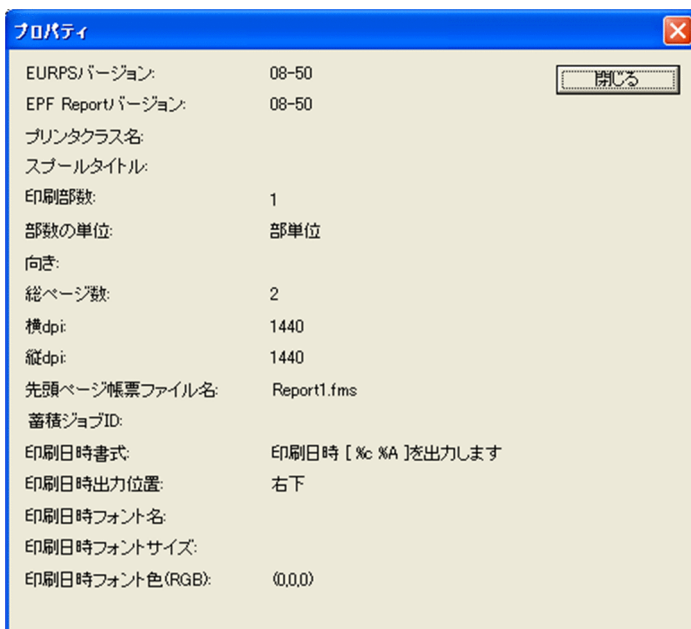 プロパティ
EURPSバージョン: 08-50 閉じる
EPF Reportバージョン: 08-50
プリンタクラス名:
スプールタイトル:
印刷部数: 1
部数の単位: 部単位
向き:
総ページ数: 2
横dpi: 1440
縦dpi: 1440
先頭ページ帳票ファイル名: Report1.fms
蓄積ジョブID:
印刷日時書式: 印刷日時 [ %c %A ]を出力します
印刷日時出力位置: 右下
印刷日時フォント名:
印刷日時フォントサイズ:
印刷日時フォント色(RGB): (0,0,0)